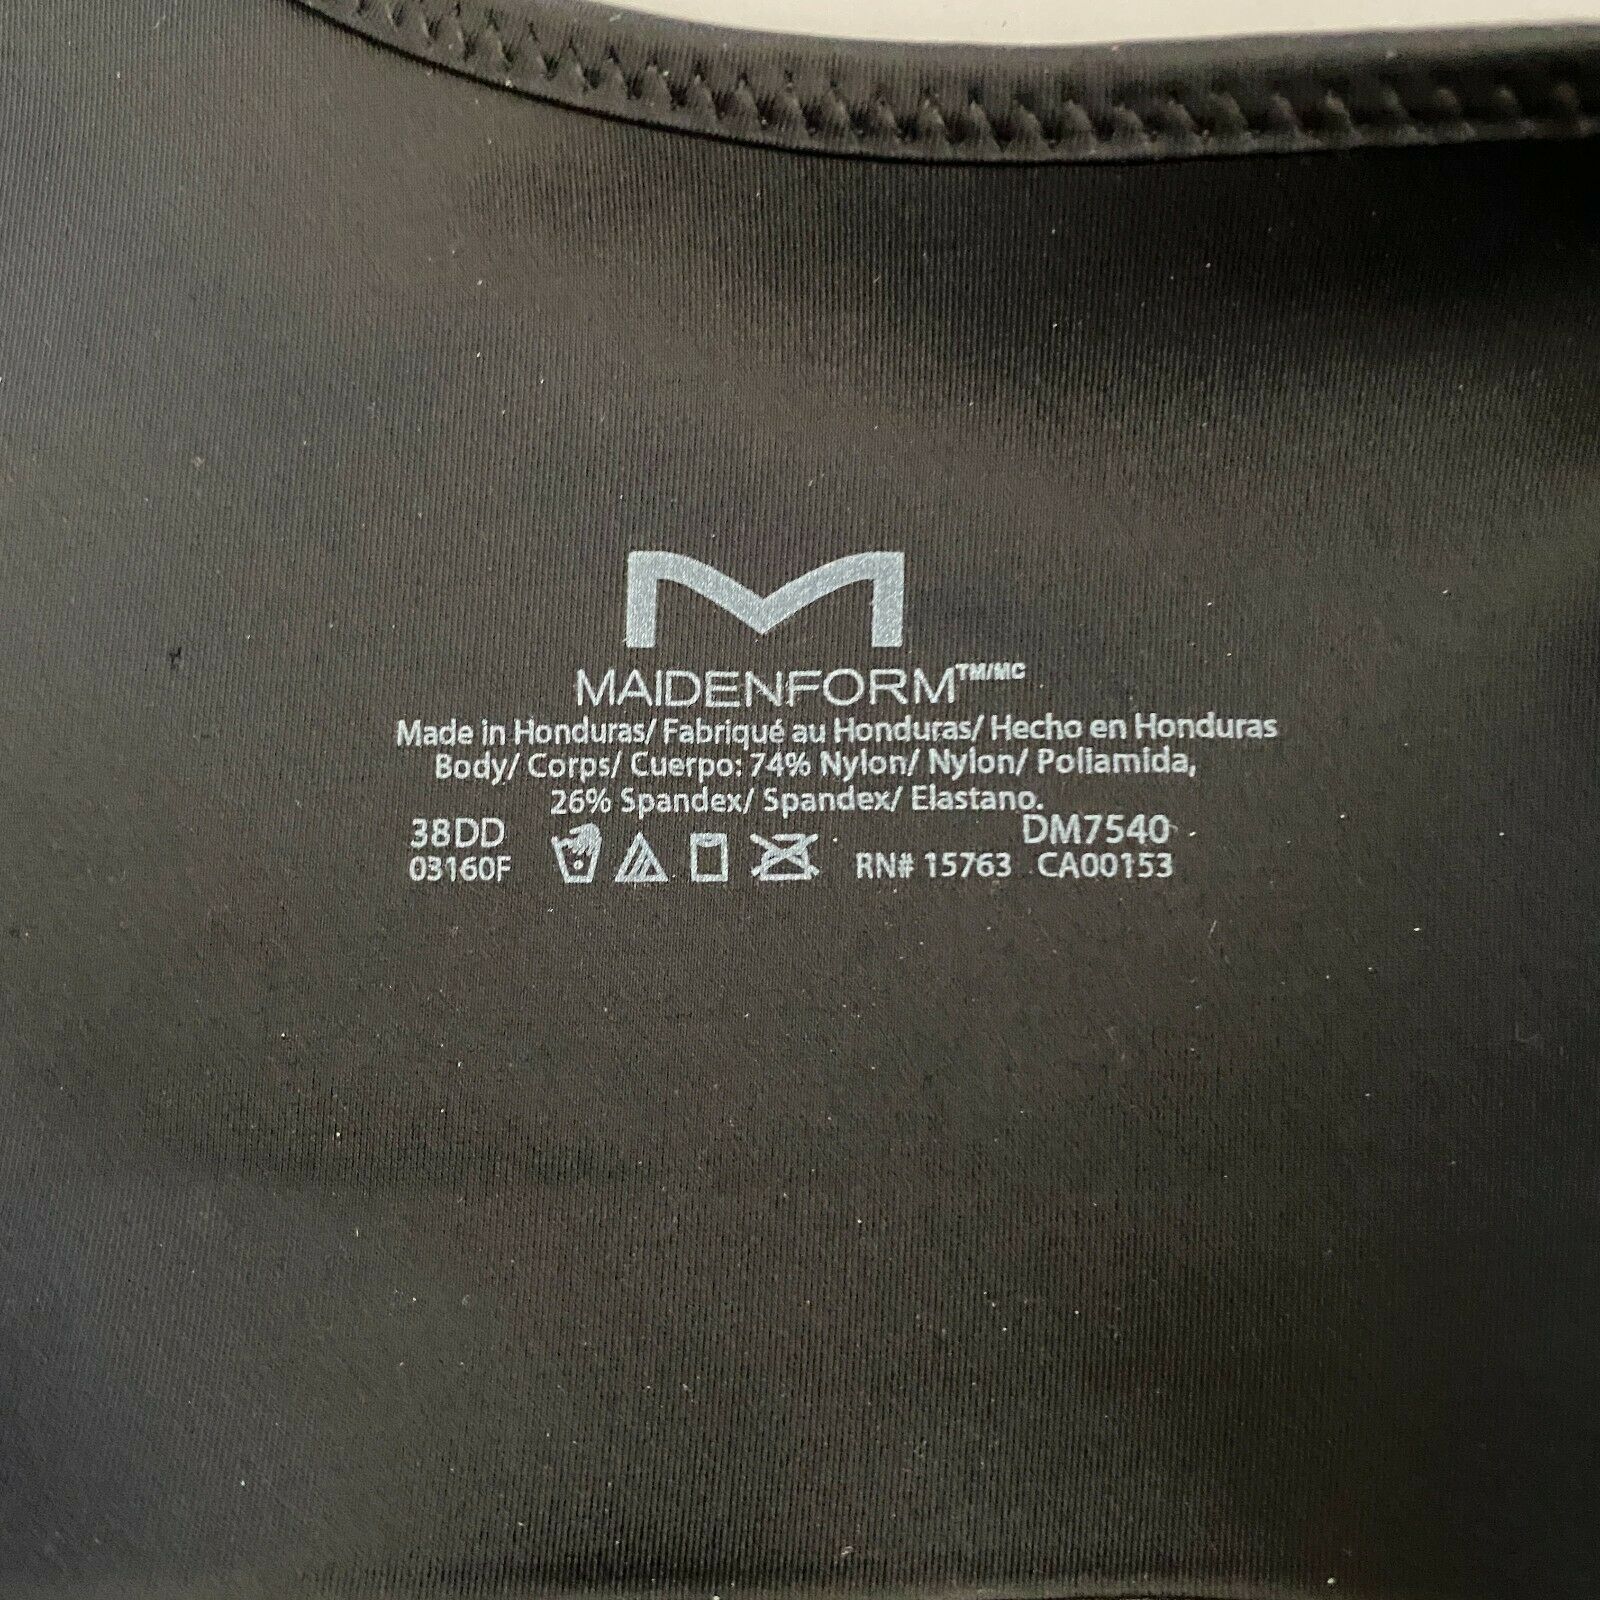 M
MAIDENFORM™/MC
Made in Honduras/ Fabriqué au Honduras/ Hecho en Honduras
Body/ Corps/ Cuerpo: 74% Nylon/ Nylon/ Poliamida,
26% Spandex/ Spandex/ Elastano.
38DD DM7540
03160F RN# 15763 CA00153